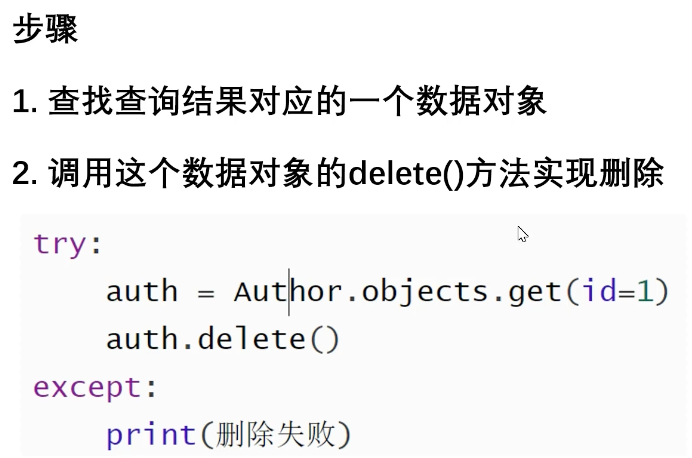 步骤
1. 查找查询结果对应的一个数据对象
2. 调用这个数据对象的delete()方法实现删除
try:
    auth = Author.objects.get(id=1)
    auth.delete()
except:
    print(删除失败)